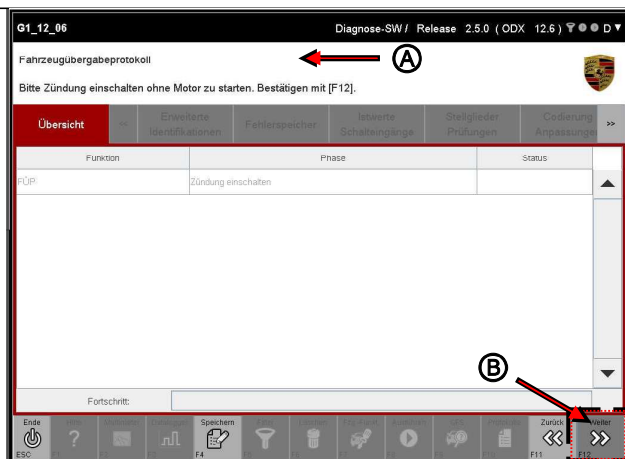 G1_12_06 Diagnose-SW / Release 2.5.0 ( ODX 12.6 ) D
Fahrzeugübergabeprotokoll
A
Bitte Zündung einschalten ohne Motor zu starten. Bestätigen mit [F12].
Übersicht << Erweiterte Identifikationen Fehlerspeicher Istwerte Schalteingänge Stellglieder Prüfungen Codierung Anpassungen >>
Funktion Phase Status
FÜP Zündung einschalten
B
Fortschritt:
Ende Speichern Zurück Weiter
ESC F4 F11 F12